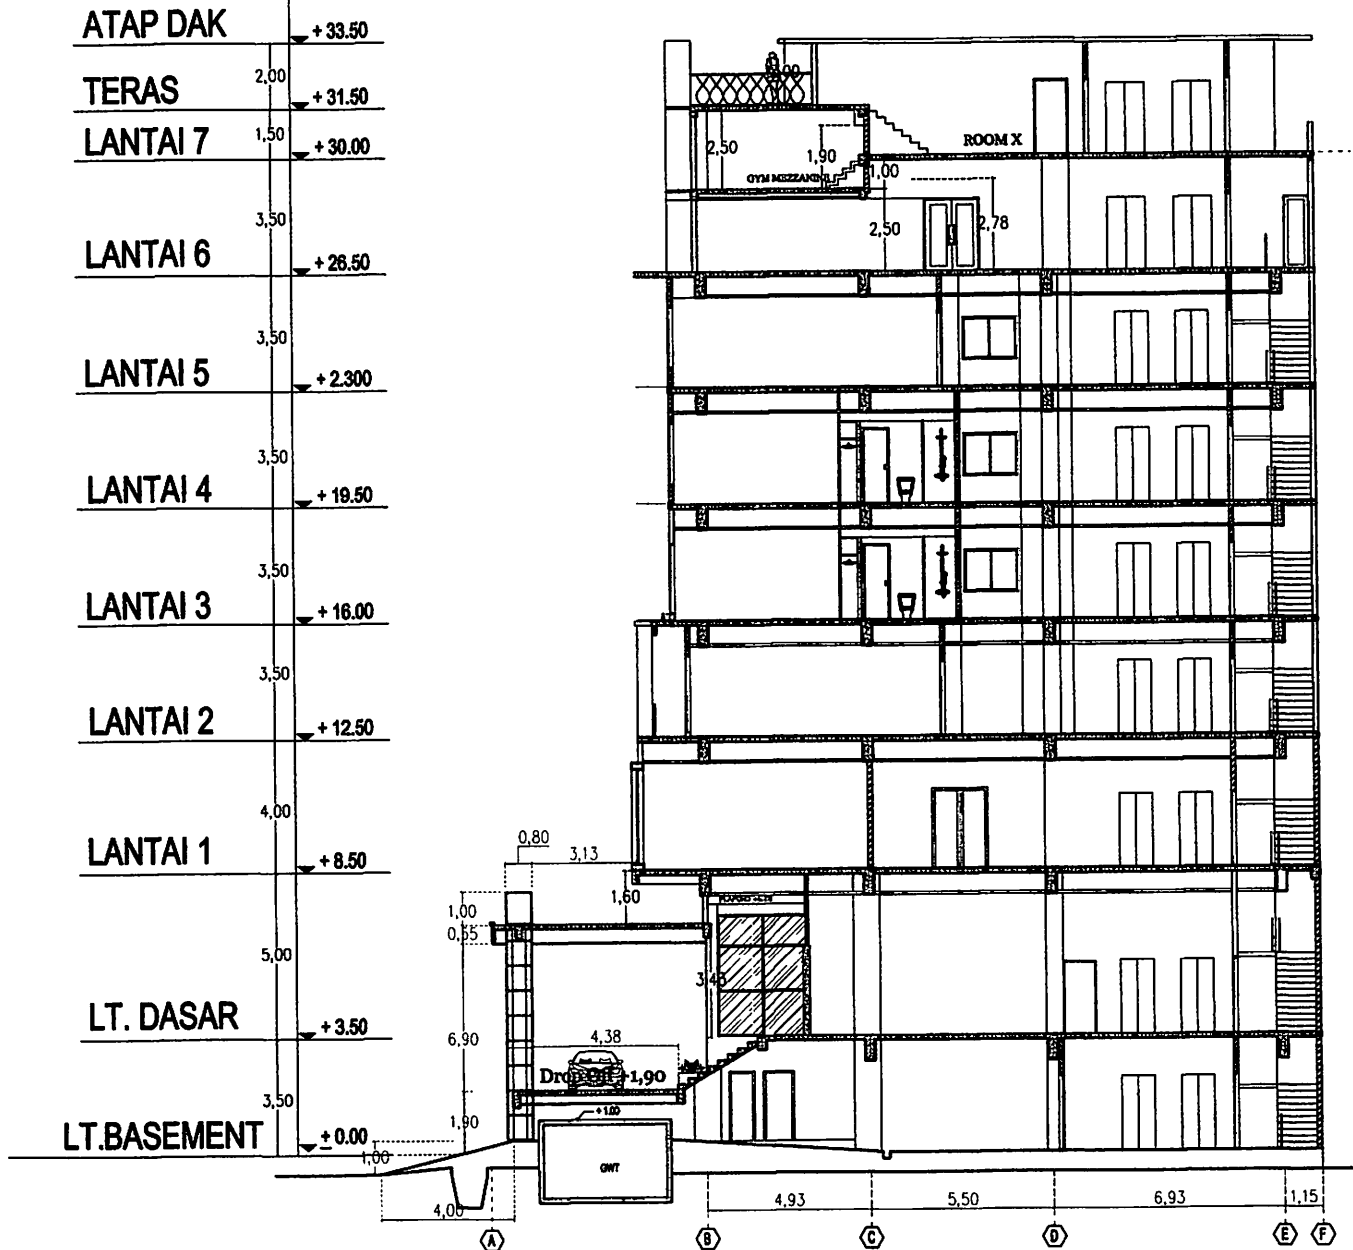 ATAP DAK
+ 33.50
2,00
TERAS
+ 31.50
1,50
LANTAI 7
+ 30.00
3,50
LANTAI 6
+ 26.50
3,50
LANTAI 5
+ 2.300
3,50
LANTAI 4
+ 19.50
3,50
LANTAI 3
+ 16.00
3,50
LANTAI 2
+ 12.50
4,00
LANTAI 1
+ 8.50
5,00
LT. DASAR
+ 3.50
3,50
LT.BASEMENT
± 0.00
2,50
1,90
ROOM X
GYM MEZZANINE
1,00
2,50
2,78
0,80
3,13
1,60
1,00
0,55
3,43
6,90
4,38
Drop Off +1,90
1,90
+ 1.00
1,00
GWT
4,00
4,93
5,50
6,93
1,15
A
B
C
D
E
F